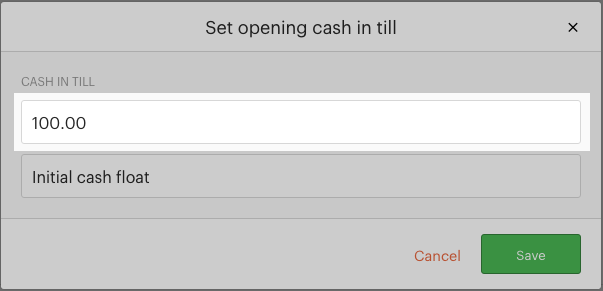 Set opening cash in till
CASH IN TILL
100.00
Initial cash float
Cancel
Save